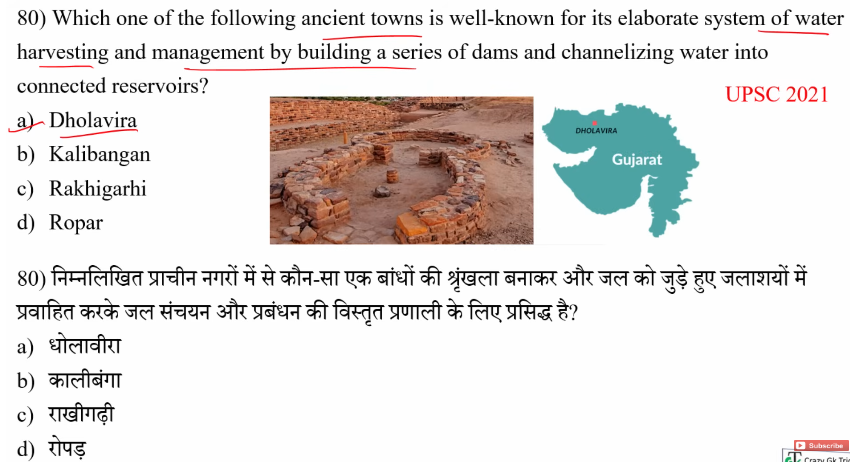 80) Which one of the following ancient towns is well-known for its elaborate system of water
harvesting and management by building a series of dams and channelizing water into
connected reservoirs?
UPSC 2021
a) Dholavira
b) Kalibangan
c) Rakhigarhi
d) Ropar
DHOLAVIRA
Gujarat
80) निम्नलिखित प्राचीन नगरों में से कौन-सा एक बांधों की श्रृंखला बनाकर और जल को जुड़े हुए जलाशयों में
प्रवाहित करके जल संचयन और प्रबंधन की विस्तृत प्रणाली के लिए प्रसिद्ध है?
a) धोलावीरा
b) कालीबंगा
c) राखीगढ़ी
d) रोपड़
Subscribe
Crazy Gk